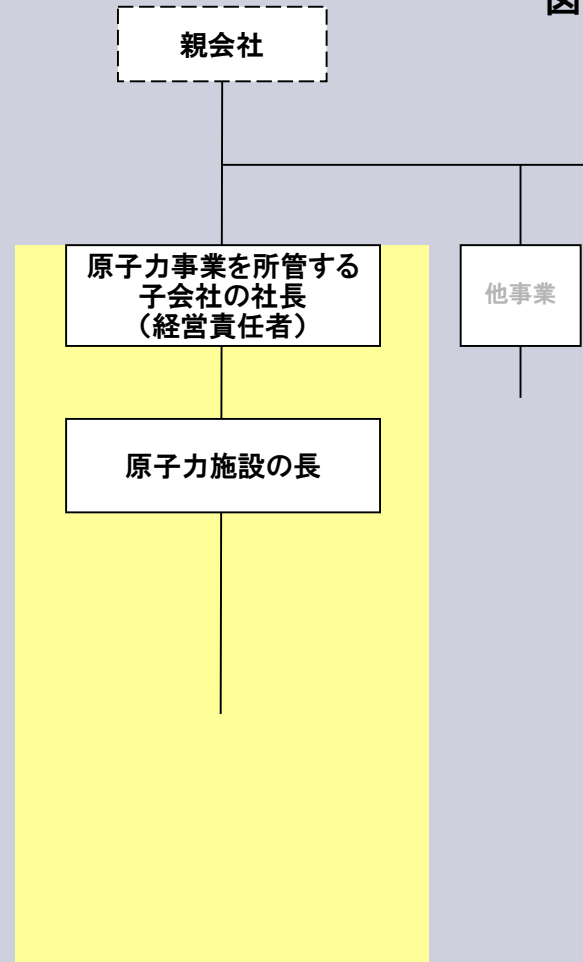 図
親会社
原子力事業を所管する
子会社の社長
（経営責任者）
他事業
原子力施設の長